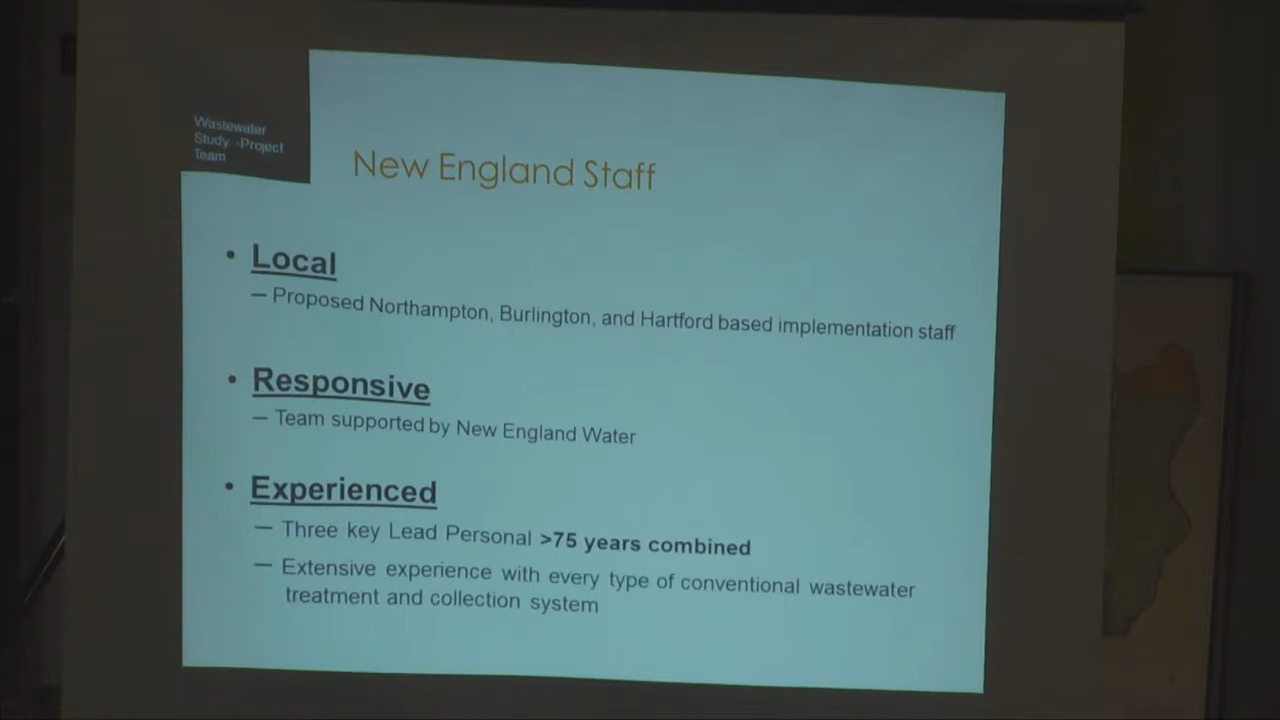 Wastewater
Study -Project
Team
New England Staff
• Local
– Proposed Northampton, Burlington, and Hartford based implementation staff
• Responsive
– Team supported by New England Water
• Experienced
– Three key Lead Personal >75 years combined
– Extensive experience with every type of conventional wastewater
treatment and collection system